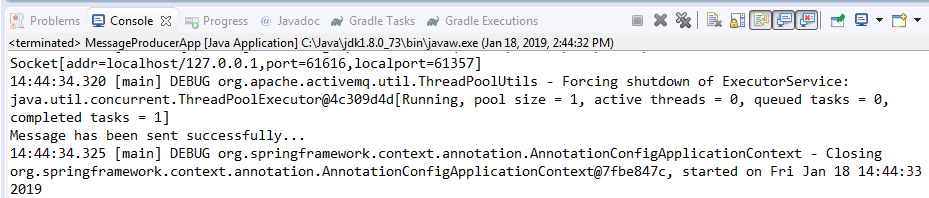 Problems Console Progress Javadoc Gradle Tasks Gradle Executions
<terminated> MessageProducerApp [Java Application] C:\Java\jdk1.8.0_73\bin\javaw.exe (Jan 18, 2019, 2:44:32 PM)
Socket[addr=localhost/127.0.0.1,port=61616,localport=61357]
14:44:34.320 [main] DEBUG org.apache.activemq.util.ThreadPoolUtils - Forcing shutdown of ExecutorService:
java.util.concurrent.ThreadPoolExecutor@4c309d4d[Running, pool size = 1, active threads = 0, queued tasks = 0,
completed tasks = 1]
Message has been sent successfully...
14:44:34.325 [main] DEBUG org.springframework.context.annotation.AnnotationConfigApplicationContext - Closing
org.springframework.context.annotation.AnnotationConfigApplicationContext@7fbe847c, started on Fri Jan 18 14:44:33
2019